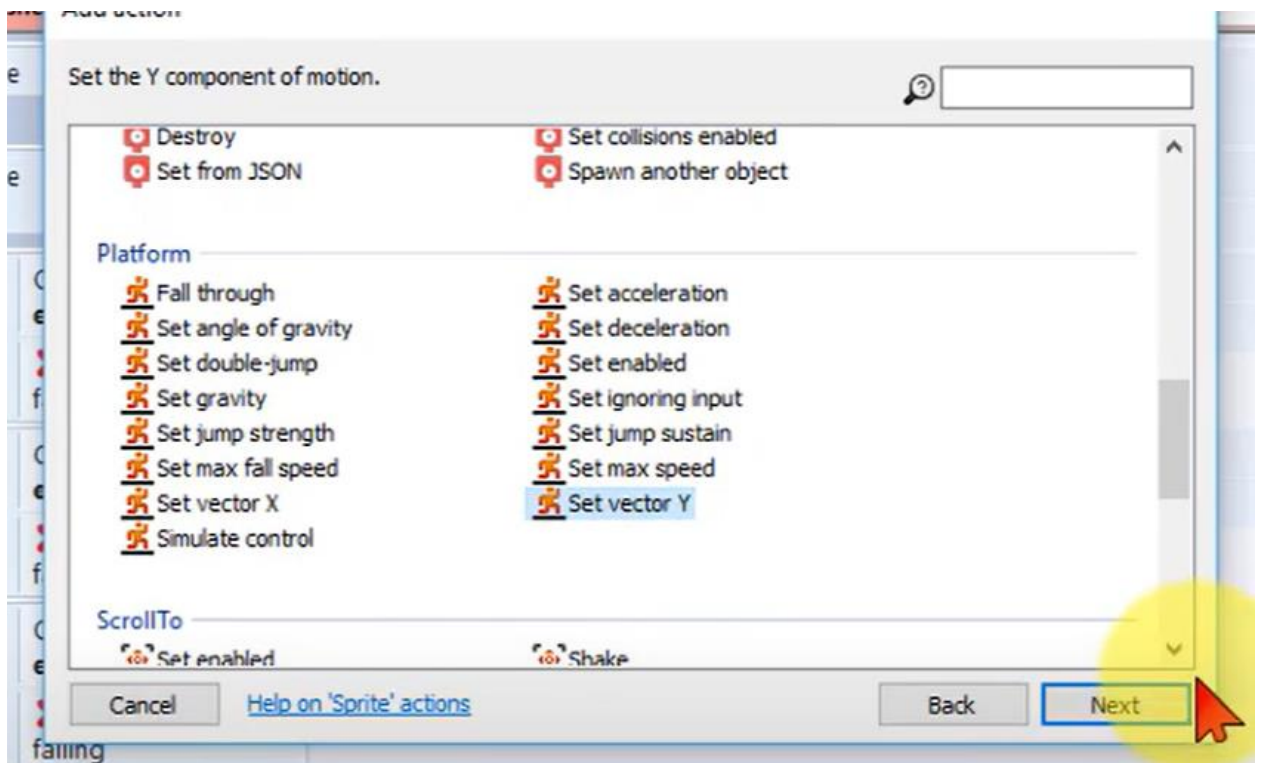 Add action
Set the Y component of motion.
Destroy
Set collisions enabled
Set from JSON
Spawn another object
Platform
Fall through
Set acceleration
Set angle of gravity
Set deceleration
Set double-jump
Set enabled
Set gravity
Set ignoring input
Set jump strength
Set jump sustain
Set max fall speed
Set max speed
Set vector X
Set vector Y
Simulate control
ScrollTo
Set enabled
Shake
Cancel
Help on 'Sprite' actions
Back
Next
falling